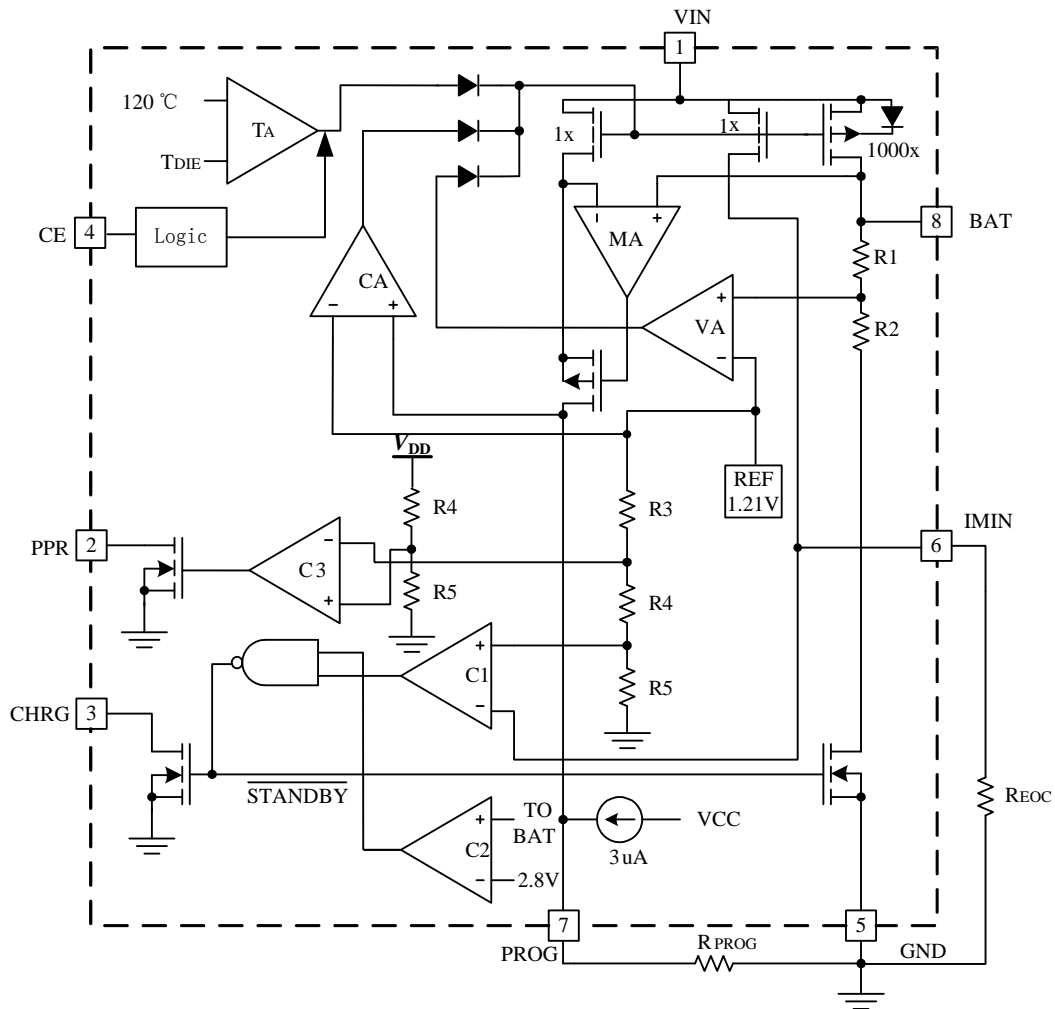 VIN
1
120 ℃
TA
TDIE
1x
1x
1000x
CE
4
Logic
MA
8
BAT
CA
R1
VA
R2
VDD
REF
1.21V
R4
R3
IMIN
6
PPR
2
C3
R5
R4
C1
R5
CHRG
3
STANDBY
REOC
TO
BAT
VCC
C2
3uA
2.8V
7
5
PROG
RPROG
GND